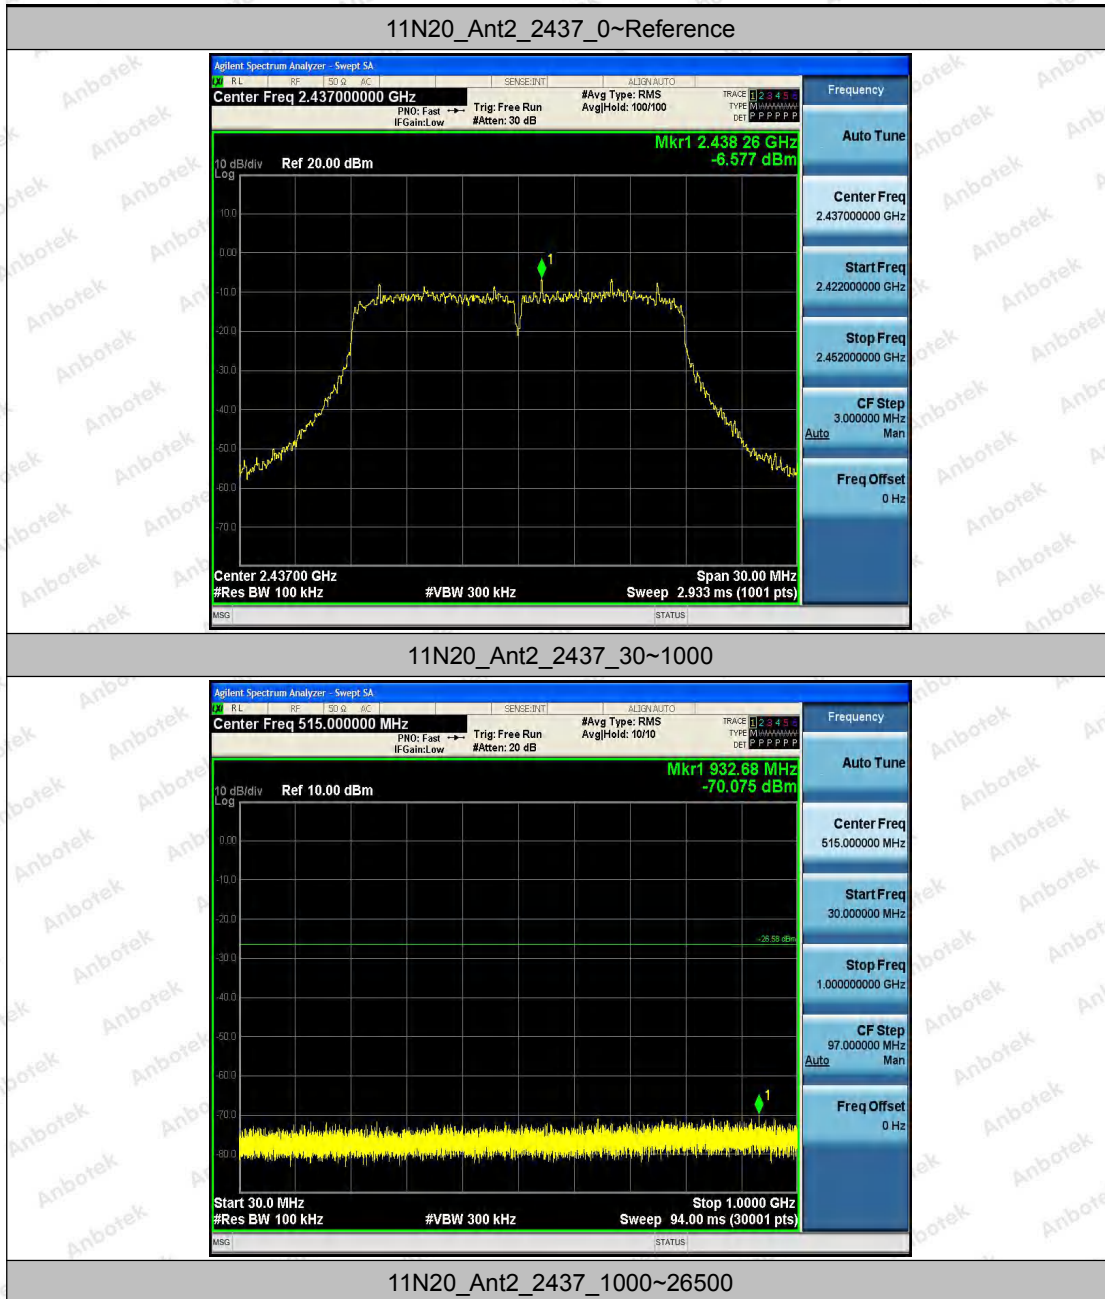 11N20_Ant2_2437_0~Reference
Agilent Spectrum Analyzer - Swept SA
RL RF 50 Ω AC SENSE:INT ALIGN AUTO
Center Freq 2.437000000 GHz
PNO: Fast
IFGain:Low
Trig: Free Run
#Atten: 30 dB
#Avg Type: RMS
Avg|Hold: 100/100
TRACE 1 2 3 4 5 6
TYPE M
DET P P P P P P
Mkr1 2.438 26 GHz
-6.577 dBm
10 dB/div Ref 20.00 dBm
Log
10.0
0.00
-10.0
-20.0
-30.0
-40.0
-50.0
-60.0
-70.0
1
Center 2.43700 GHz Span 30.00 MHz
#Res BW 100 kHz #VBW 300 kHz Sweep 2.933 ms (1001 pts)
MSG STATUS
Frequency
Auto Tune
Center Freq
2.437000000 GHz
Start Freq
2.422000000 GHz
Stop Freq
2.452000000 GHz
CF Step
3.000000 MHz
Auto Man
Freq Offset
0 Hz
11N20_Ant2_2437_30~1000
Agilent Spectrum Analyzer - Swept SA
RL RF 50 Ω AC SENSE:INT ALIGN AUTO
Center Freq 515.000000 MHz
PNO: Fast
IFGain:Low
Trig: Free Run
#Atten: 20 dB
#Avg Type: RMS
Avg|Hold: 10/10
TRACE 1 2 3 4 5 6
TYPE M
DET P P P P P P
Mkr1 932.68 MHz
-70.075 dBm
10 dB/div Ref 10.00 dBm
Log
0.00
-10.0
-20.0
-30.0
-40.0
-50.0
-60.0
-70.0
-80.0
-26.58 dBm
1
Start 30.0 MHz Stop 1.0000 GHz
#Res BW 100 kHz #VBW 300 kHz Sweep 94.00 ms (30001 pts)
MSG STATUS
Frequency
Auto Tune
Center Freq
515.000000 MHz
Start Freq
30.000000 MHz
Stop Freq
1.000000000 GHz
CF Step
97.000000 MHz
Auto Man
Freq Offset
0 Hz
11N20_Ant2_2437_1000~26500
Anbotek